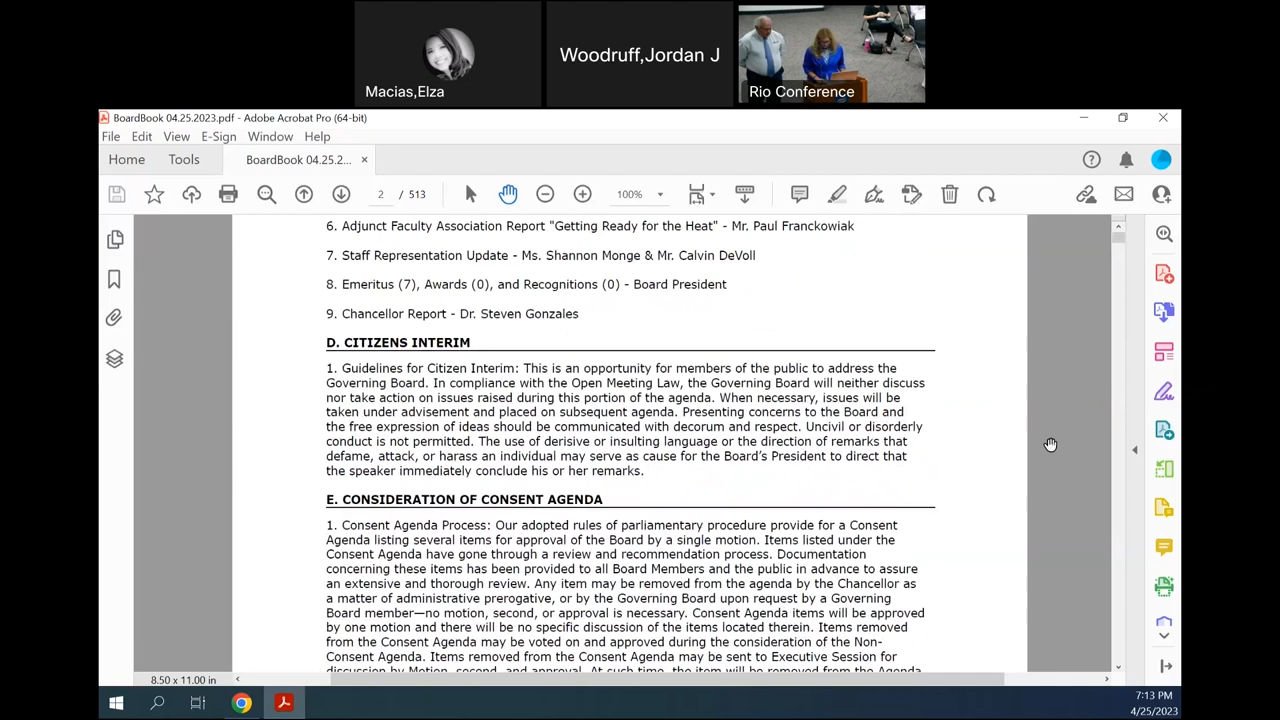 Macias,Elza
Woodruff,Jordan J
Rio Conference
BoardBook 04.25.2023.pdf - Adobe Acrobat Pro (64-bit)
File Edit View E-Sign Window Help
Home Tools BoardBook 04.25.2... ×
2 / 513 100%
6. Adjunct Faculty Association Report "Getting Ready for the Heat" - Mr. Paul Franckowiak
7. Staff Representation Update - Ms. Shannon Monge & Mr. Calvin DeVoll
8. Emeritus (7), Awards (0), and Recognitions (0) - Board President
9. Chancellor Report - Dr. Steven Gonzales
D. CITIZENS INTERIM
1. Guidelines for Citizen Interim: This is an opportunity for members of the public to address the
Governing Board. In compliance with the Open Meeting Law, the Governing Board will neither discuss
nor take action on issues raised during this portion of the agenda. When necessary, issues will be
taken under advisement and placed on subsequent agenda. Presenting concerns to the Board and
the free expression of ideas should be communicated with decorum and respect. Uncivil or disorderly
conduct is not permitted. The use of derisive or insulting language or the direction of remarks that
defame, attack, or harass an individual may serve as cause for the Board's President to direct that
the speaker immediately conclude his or her remarks.
E. CONSIDERATION OF CONSENT AGENDA
1. Consent Agenda Process: Our adopted rules of parliamentary procedure provide for a Consent
Agenda listing several items for approval of the Board by a single motion. Items listed under the
Consent Agenda have gone through a review and recommendation process. Documentation
concerning these items has been provided to all Board Members and the public in advance to assure
an extensive and thorough review. Any item may be removed from the agenda by the Chancellor as
a matter of administrative prerogative, or by the Governing Board upon request by a Governing
Board member—no motion, second, or approval is necessary. Consent Agenda items will be approved
by one motion and there will be no specific discussion of the items located therein. Items removed
from the Consent Agenda may be voted on and approved during the consideration of the Non-
Consent Agenda. Items removed from the Consent Agenda may be sent to Executive Session for
discussion by Motion, second, and approval. At such time, the item will be removed from the Agenda
8.50 x 11.00 in
7:13 PM
4/25/2023